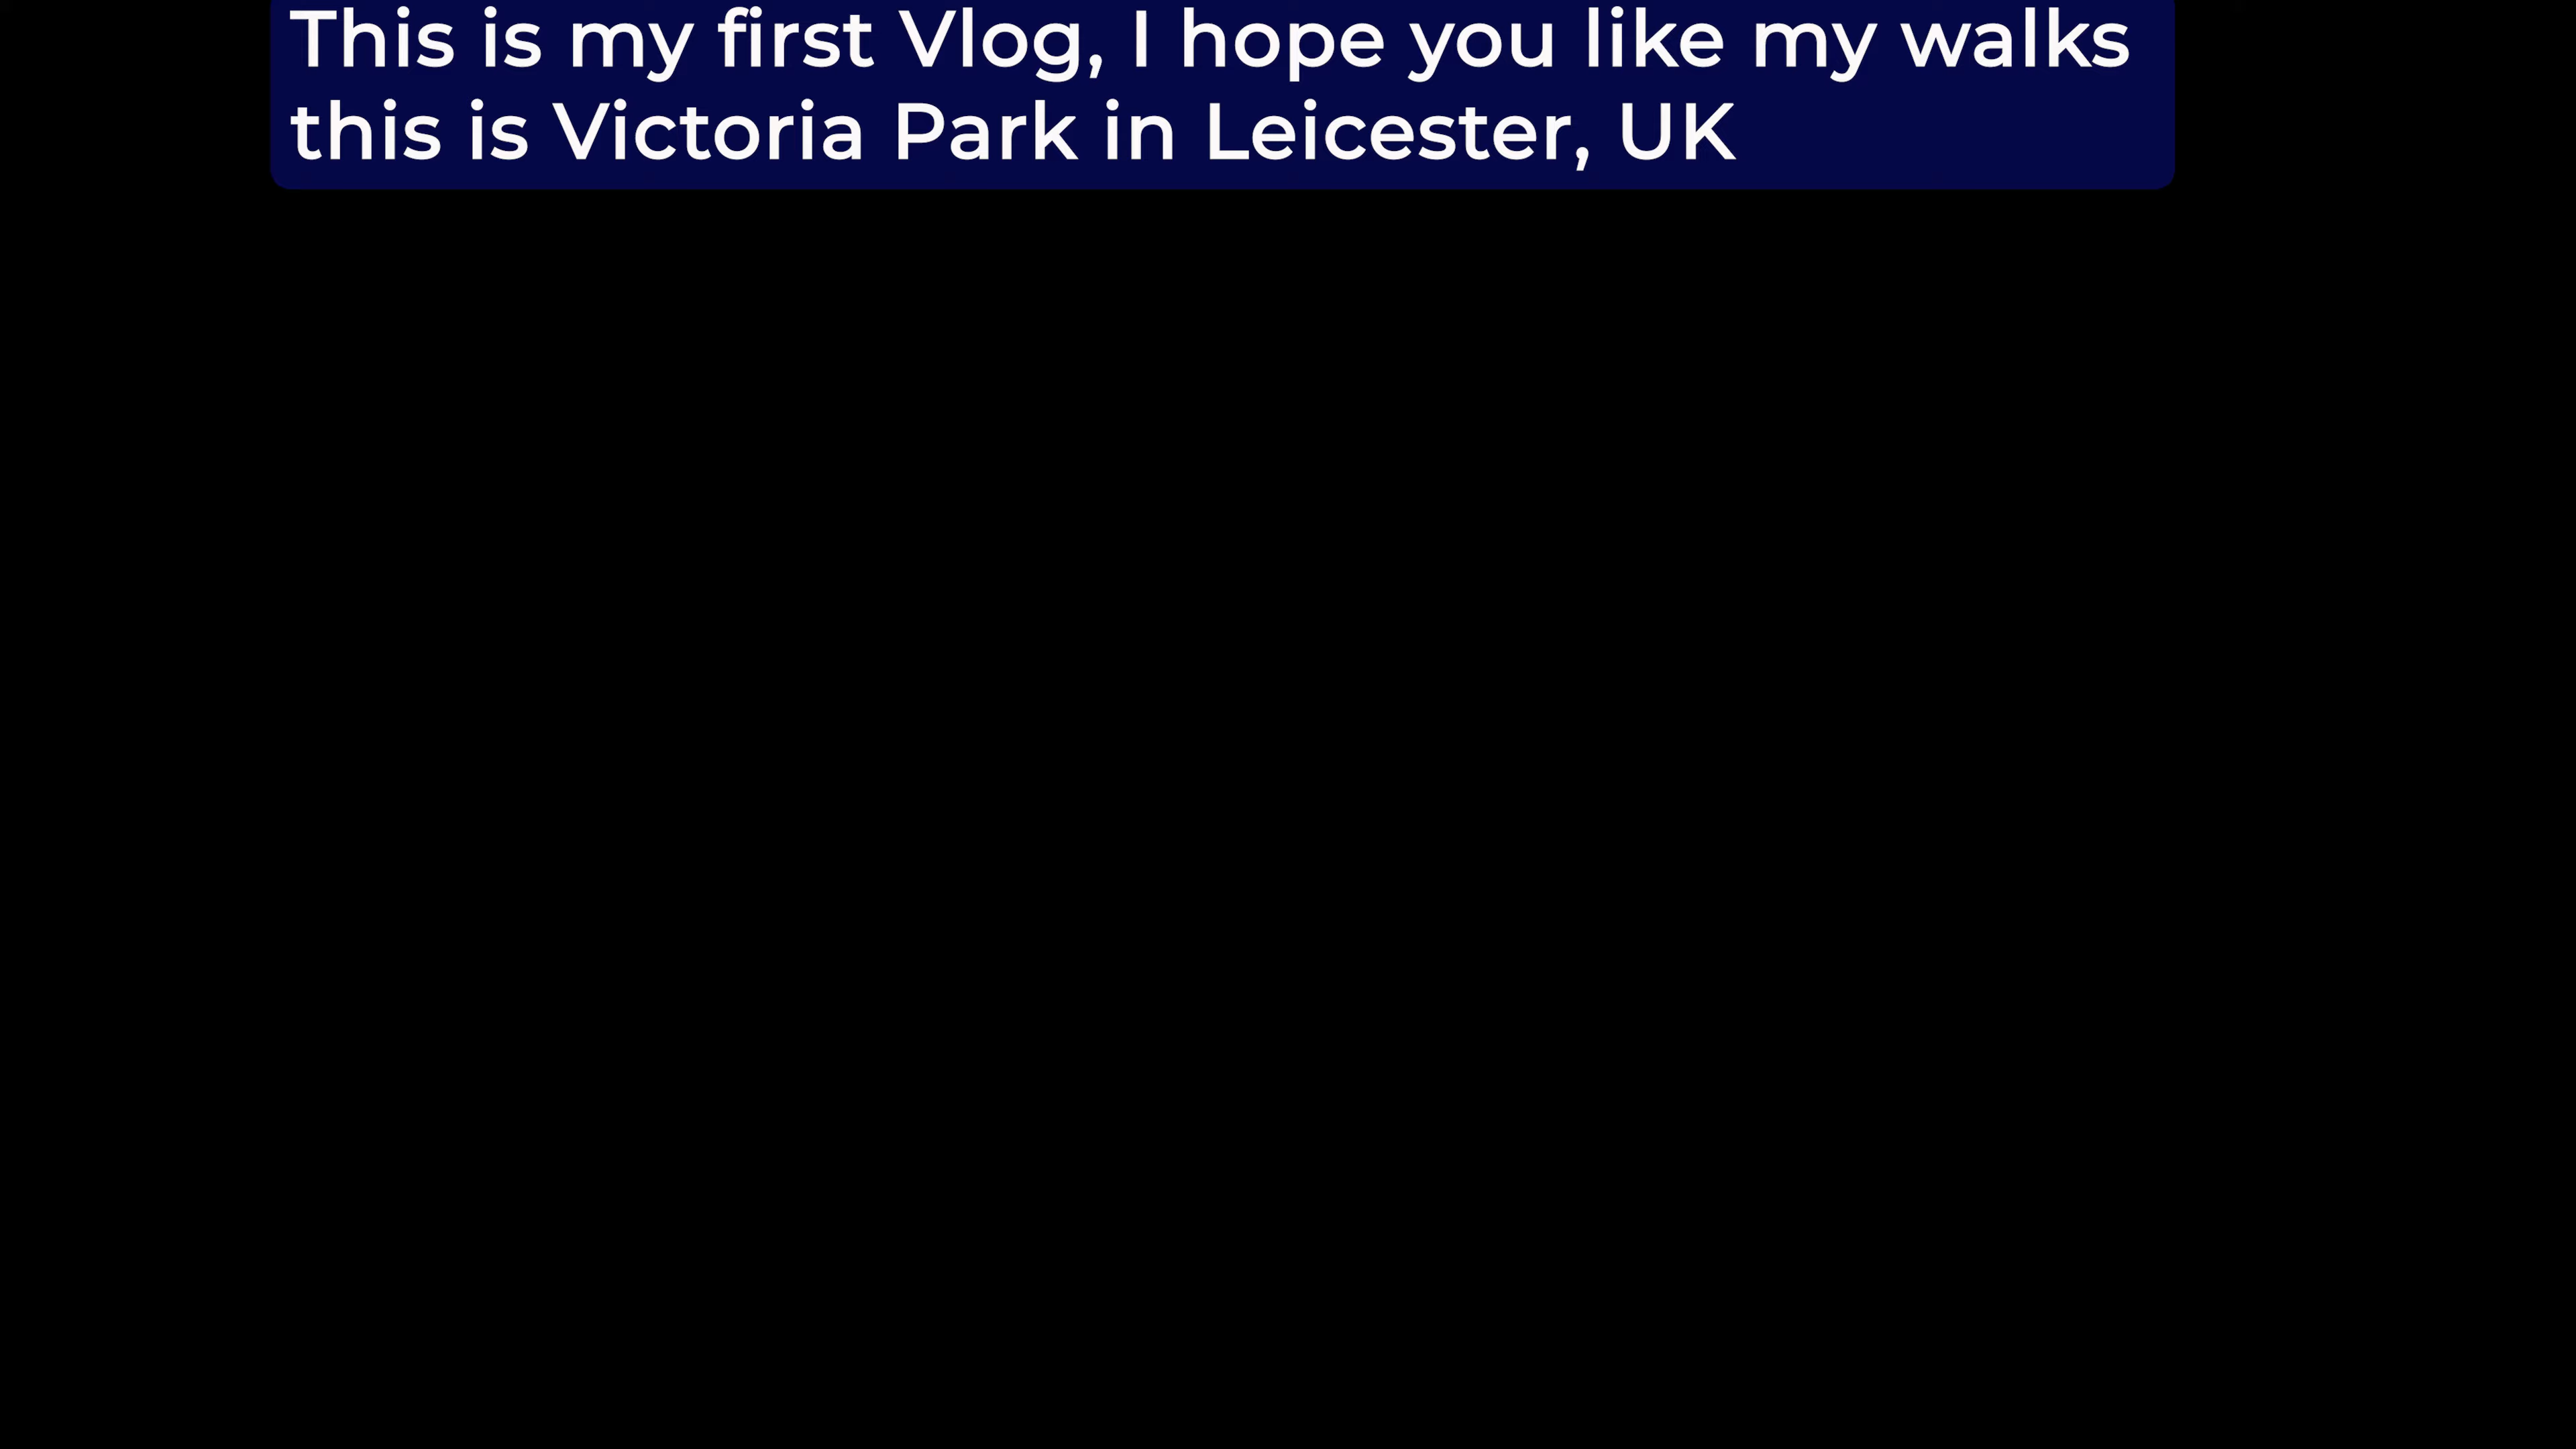 This is my first Vlog, I hope you like my walks
this is Victoria Park in Leicester, UK